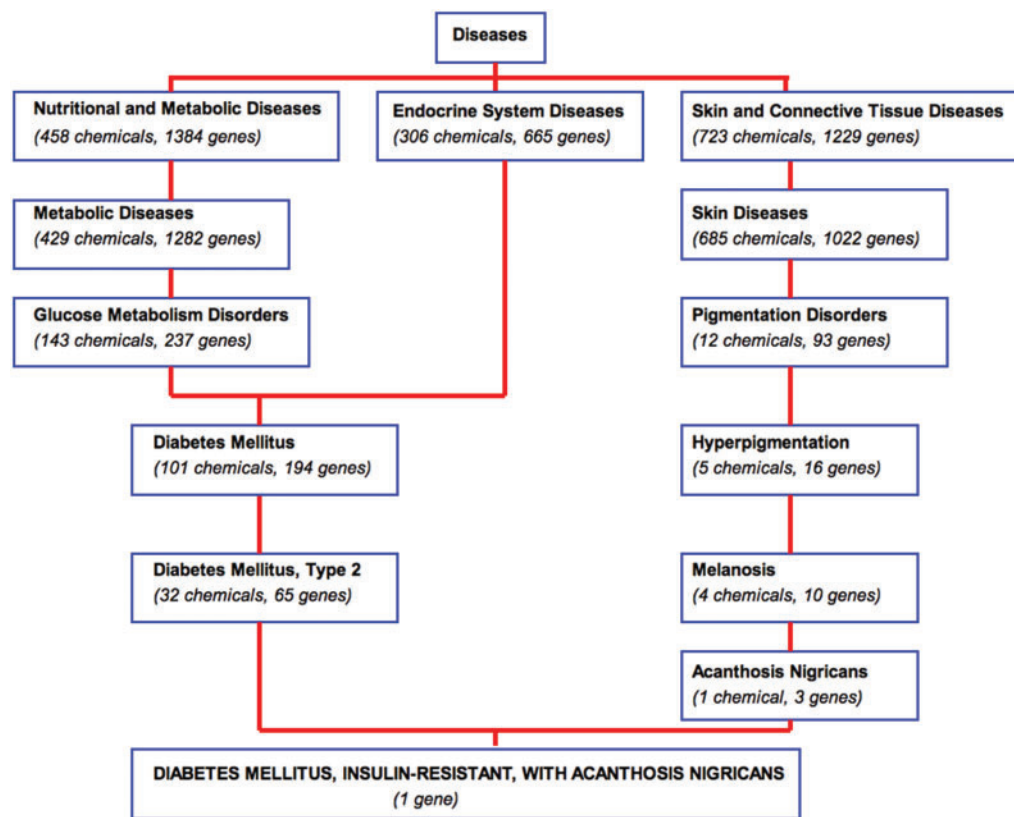 Diseases
Nutritional and Metabolic Diseases
(458 chemicals, 1384 genes)
Endocrine System Diseases
(306 chemicals, 665 genes)
Skin and Connective Tissue Diseases
(723 chemicals, 1229 genes)
Metabolic Diseases
(429 chemicals, 1282 genes)
Skin Diseases
(685 chemicals, 1022 genes)
Glucose Metabolism Disorders
(143 chemicals, 237 genes)
Pigmentation Disorders
(12 chemicals, 93 genes)
Diabetes Mellitus
(101 chemicals, 194 genes)
Hyperpigmentation
(5 chemicals, 16 genes)
Diabetes Mellitus, Type 2
(32 chemicals, 65 genes)
Melanosis
(4 chemicals, 10 genes)
Acanthosis Nigricans
(1 chemical, 3 genes)
DIABETES MELLITUS, INSULIN-RESISTANT, WITH ACANTHOSIS NIGRICANS
(1 gene)